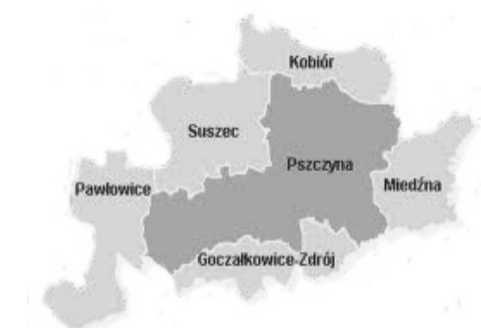 Kobiór
Suszec
Pszczyna
Pawłowice
Miedźna
Goczałkowice-Zdrój